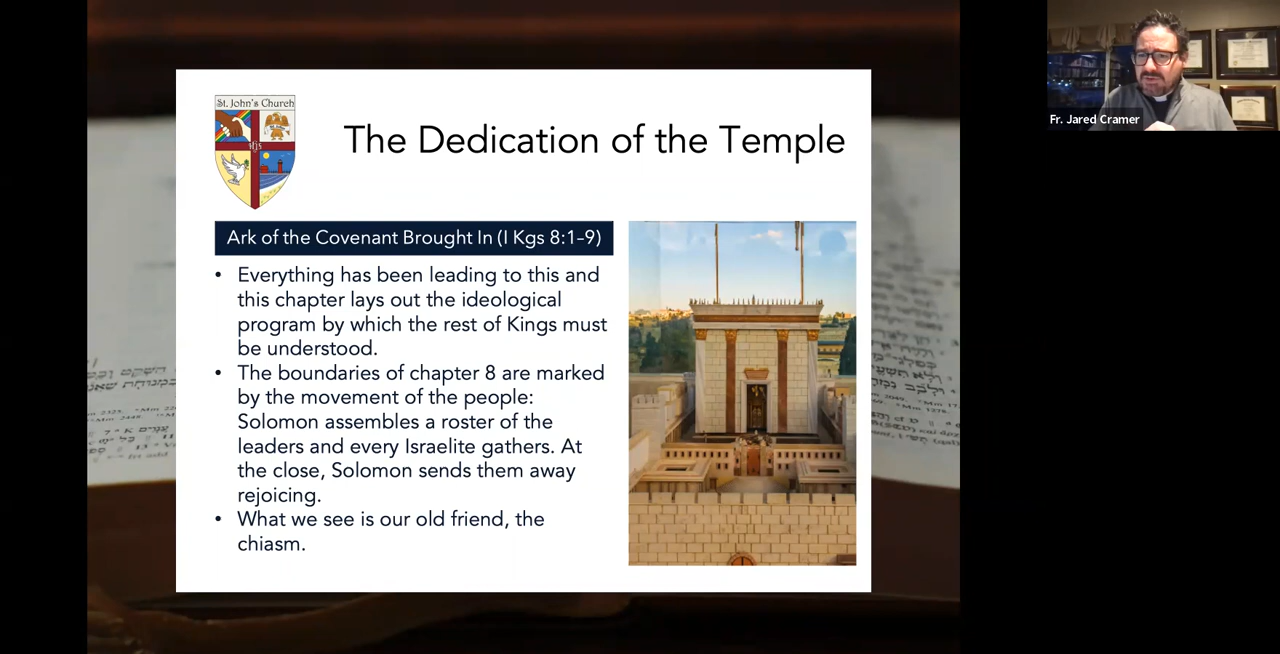 St. John's Church
The Dedication of the Temple
Ark of the Covenant Brought In (I Kgs 8:1–9)
• Everything has been leading to this and
this chapter lays out the ideological
program by which the rest of Kings must
be understood.
• The boundaries of chapter 8 are marked
by the movement of the people:
Solomon assembles a roster of the
leaders and every Israelite gathers. At
the close, Solomon sends them away
rejoicing.
• What we see is our old friend, the
chiasm.
Fr. Jared Cramer